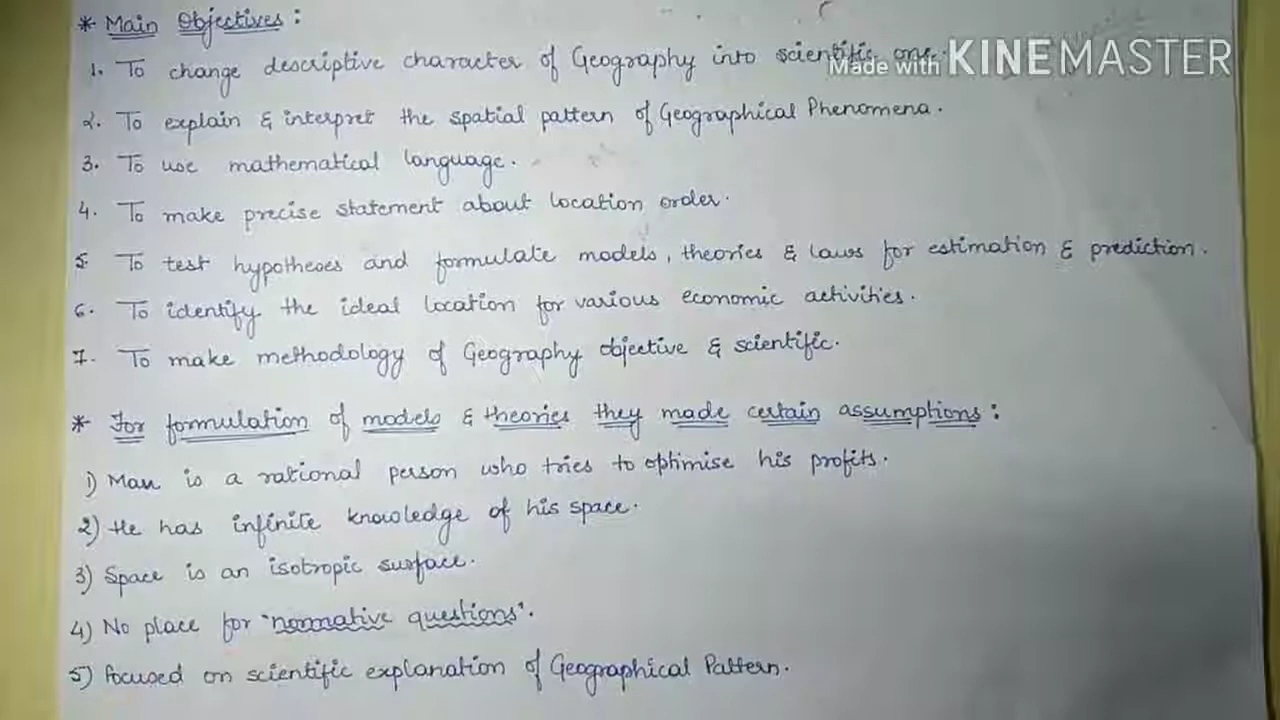 * Main Objectives :
1. To change descriptive character of Geography into scientific one.
Made with KINEMASTER
2. To explain & interpret the spatial pattern of Geographical Phenomena.
3. To use mathematical language.
4. To make precise statement about location order.
5. To test hypotheses and formulate models, theories & laws for estimation & prediction.
6. To identify the ideal location for various economic activities.
7. To make methodology of Geography objective & scientific.
* For formulation of models & theories they made certain assumptions :
1) Man is a rational person who tries to optimise his profits.
2) He has infinite knowledge of his space.
3) Space is an isotropic surface.
4) No place for "normative questions".
5) Focused on scientific explanation of Geographical Pattern.